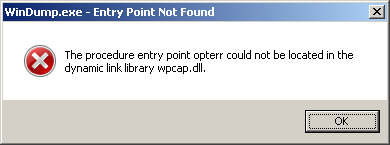 WinDump.exe - Entry Point Not Found
The procedure entry point opterr could not be located in the
dynamic link library wpcap.dll.
OK